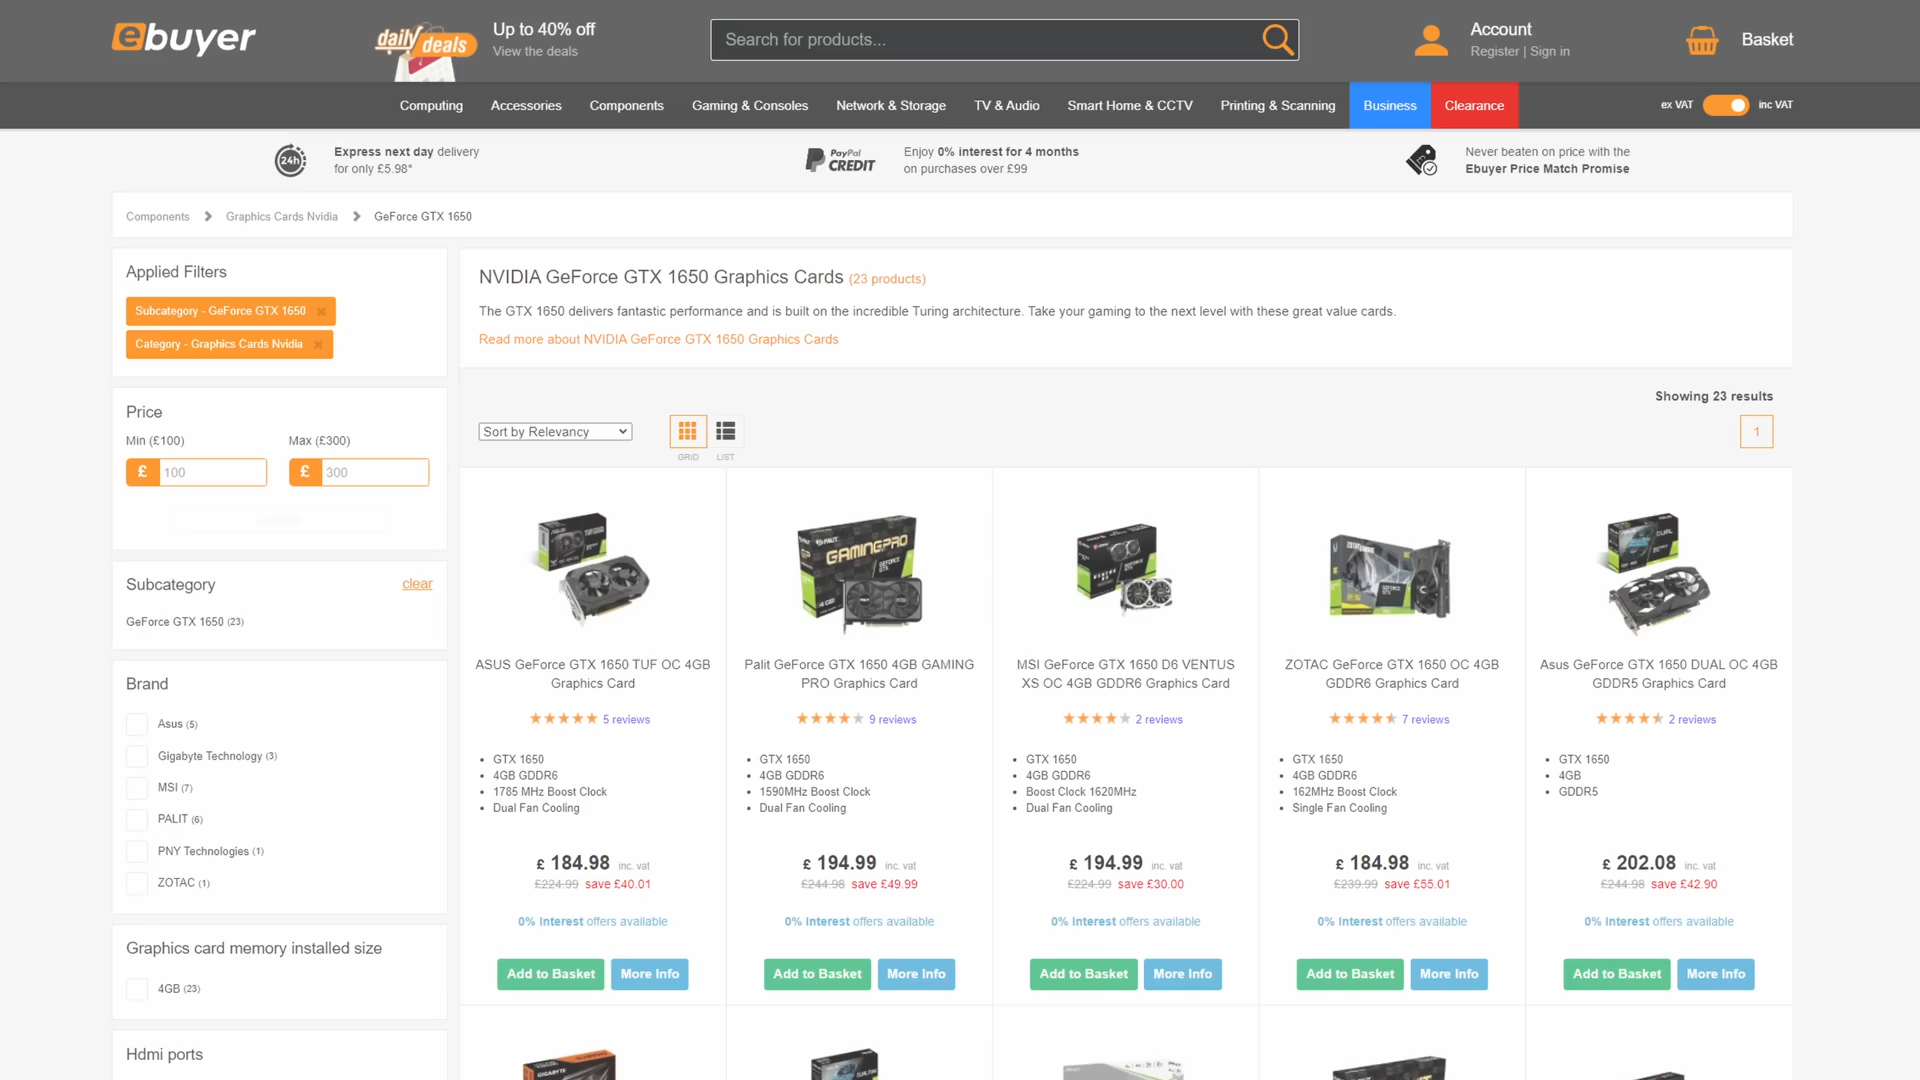 ebuyer
daily deals
Up to 40% off
View the deals
Search for products...
Account
Register | Sign in
Basket
Computing
Accessories
Components
Gaming & Consoles
Network & Storage
TV & Audio
Smart Home & CCTV
Printing & Scanning
Business
Clearance
ex VAT
inc VAT
24h
Express next day delivery
for only £5.98*
PayPal
CREDIT
Enjoy 0% interest for 4 months
on purchases over £99
Never beaten on price with the
Ebuyer Price Match Promise
Components
Graphics Cards Nvidia
GeForce GTX 1650
Applied Filters
Subcategory - GeForce GTX 1650
Category - Graphics Cards Nvidia
Price
Min (£100)
Max (£300)
£ 100
£ 300
Subcategory
clear
GeForce GTX 1650 (23)
Brand
Asus (5)
Gigabyte Technology (3)
MSI (7)
PALIT (6)
PNY Technologies (1)
ZOTAC (1)
Graphics card memory installed size
4GB (23)
Hdmi ports
NVIDIA GeForce GTX 1650 Graphics Cards (23 products)
The GTX 1650 delivers fantastic performance and is built on the incredible Turing architecture. Take your gaming to the next level with these great value cards.
Read more about NVIDIA GeForce GTX 1650 Graphics Cards
Showing 23 results
Sort by Relevancy
GRID
LIST
1
GAMINGPRO
ASUS GeForce GTX 1650 TUF OC 4GB
Graphics Card
5 reviews
GTX 1650
4GB GDDR6
1785 MHz Boost Clock
Dual Fan Cooling
£ 184.98 inc. vat
£224.99 save £40.01
0% Interest offers available
Add to Basket
More Info
Palit GeForce GTX 1650 4GB GAMING
PRO Graphics Card
9 reviews
GTX 1650
4GB GDDR6
1590MHz Boost Clock
Dual Fan Cooling
£ 194.99 inc. vat
£244.98 save £49.99
0% Interest offers available
Add to Basket
More Info
MSI GeForce GTX 1650 D6 VENTUS
XS OC 4GB GDDR6 Graphics Card
2 reviews
GTX 1650
4GB GDDR6
Boost Clock 1620MHz
Dual Fan Cooling
£ 194.99 inc. vat
£224.99 save £30.00
0% Interest offers available
Add to Basket
More Info
ZOTAC GeForce GTX 1650 OC 4GB
GDDR6 Graphics Card
7 reviews
GTX 1650
4GB GDDR6
162MHz Boost Clock
Single Fan Cooling
£ 184.98 inc. vat
£239.99 save £55.01
0% Interest offers available
Add to Basket
More Info
Asus GeForce GTX 1650 DUAL OC 4GB
GDDR5 Graphics Card
2 reviews
GTX 1650
4GB
GDDR5
£ 202.08 inc. vat
£244.98 save £42.90
0% Interest offers available
Add to Basket
More Info
GIGABYTE